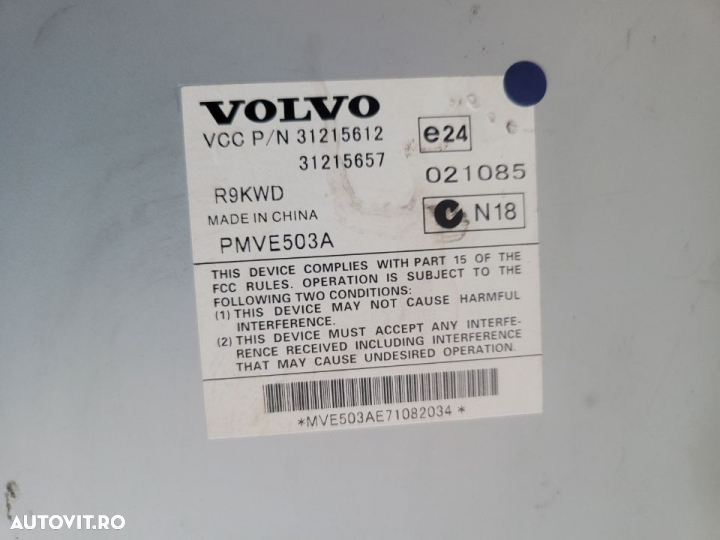 VOLVO
VCC P/N 31215612
31215657
e24
021085
R9KWD
MADE IN CHINA
N18
PMVE503A
THIS DEVICE COMPLIES WITH PART 15 OF THE
FCC RULES. OPERATION IS SUBJECT TO THE
FOLLOWING TWO CONDITIONS:
(1) THIS DEVICE MAY NOT CAUSE HARMFUL
INTERFERENCE.
(2) THIS DEVICE MUST ACCEPT ANY INTERFE-
RENCE RECEIVED INCLUDING INTERFERENCE
THAT MAY CAUSE UNDESIRED OPERATION.
*MVE503AE71082034*
AUTOVIT.RO